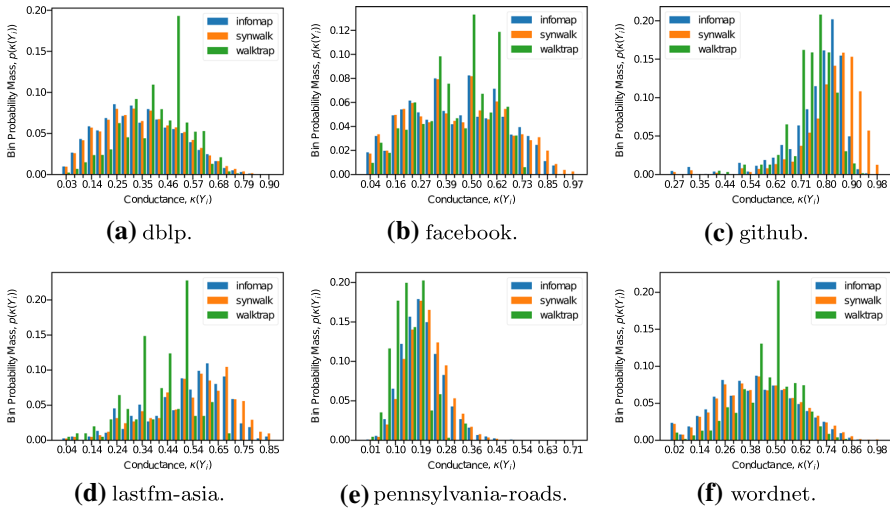 0.20
0.15
0.10
0.05
0.00
Bin Probability Mass, p(κ(Y_i))
infomap
synwalk
walktrap
0.03 0.14 0.25 0.35 0.46 0.57 0.68 0.79 0.90
Conductance, κ(Y_i)
(a) dblp.
0.12
0.10
0.08
0.06
0.04
0.02
0.00
Bin Probability Mass, p(κ(Y_i))
infomap
synwalk
walktrap
0.04 0.16 0.27 0.39 0.50 0.62 0.73 0.85 0.97
Conductance, κ(Y_i)
(b) facebook.
0.20
0.15
0.10
0.05
0.00
Bin Probability Mass, p(κ(Y_i))
infomap
synwalk
walktrap
0.27 0.35 0.44 0.53 0.62 0.71 0.80 0.90 0.98
Conductance, κ(Y_i)
(c) github.
0.20
0.15
0.10
0.05
0.00
Bin Probability Mass, p(κ(Y_i))
infomap
synwalk
walktrap
0.04 0.14 0.24 0.34 0.44 0.54 0.64 0.75 0.85
Conductance, κ(Y_i)
(d) lastfm-asia.
0.20
0.15
0.10
0.05
0.00
Bin Probability Mass, p(κ(Y_i))
infomap
synwalk
walktrap
0.01 0.10 0.19 0.28 0.36 0.45 0.54 0.63 0.71
Conductance, κ(Y_i)
(e) pennsylvania-roads.
0.20
0.15
0.10
0.05
0.00
Bin Probability Mass, p(κ(Y_i))
infomap
synwalk
walktrap
0.02 0.14 0.26 0.38 0.50 0.62 0.74 0.86 0.98
Conductance, κ(Y_i)
(f) wordnet.